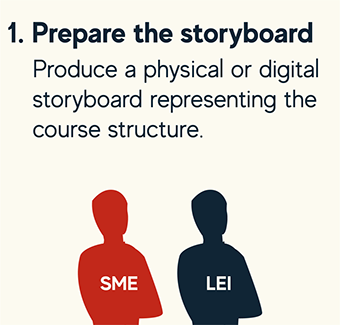 1. Prepare the storyboard
Produce a physical or digital
storyboard representing the
course structure.
SME
LEI